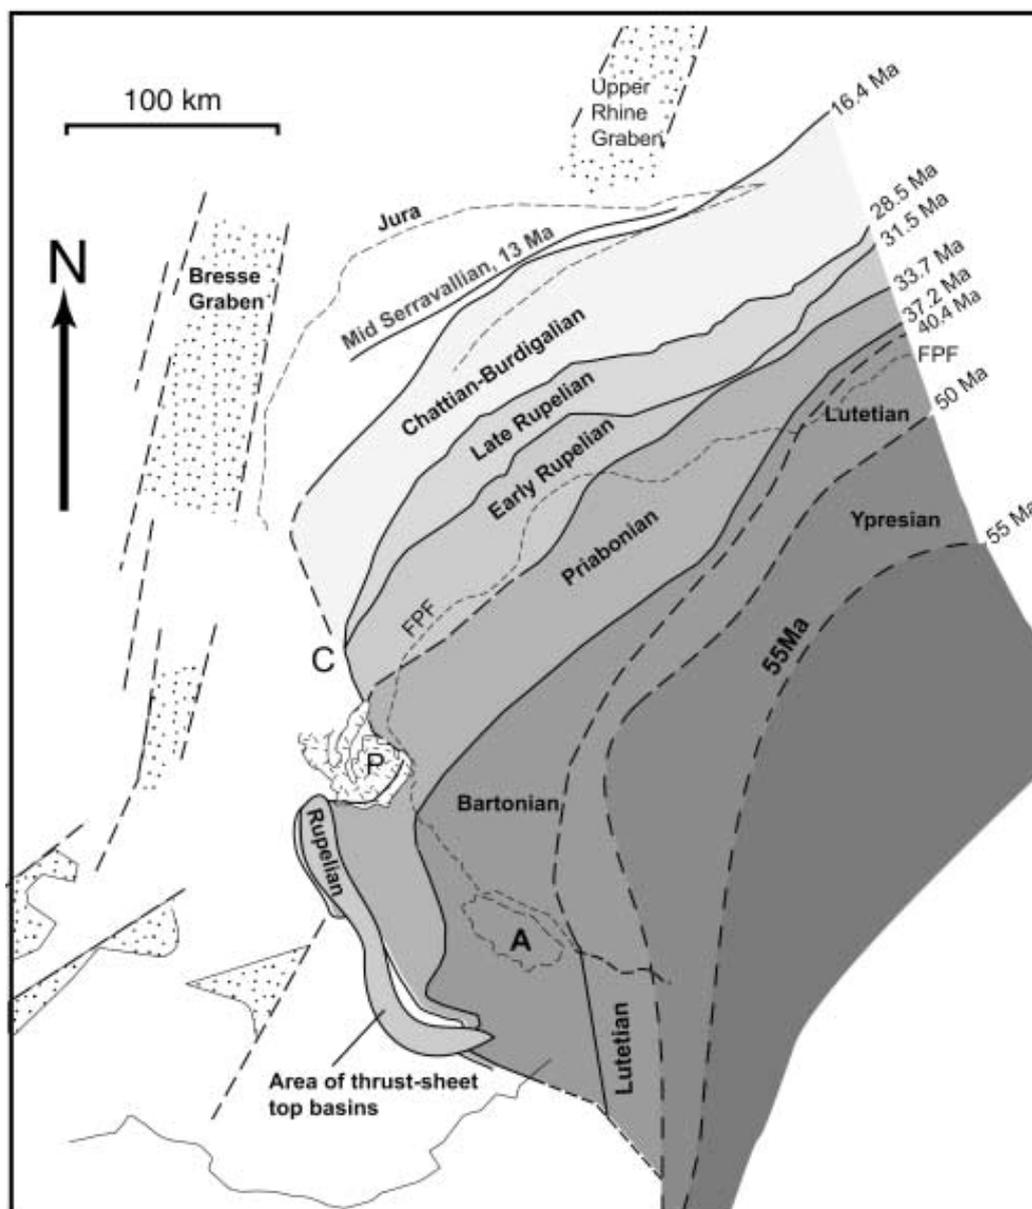 100 km
Upper
Rhine
Graben
16.4 Ma
28.5 Ma
31.5 Ma
33.7 Ma
37.2 Ma
40.4 Ma
FPF
50 Ma
55 Ma
N
Jura
Mid Serravallian, 13 Ma
Bresse
Graben
Chattian-Burdigalian
Late Rupelian
Early Rupelian
Lutetian
Ypresian
Priabonian
FPF
55Ma
C
P
Bartonian
Rupelian
A
Lutetian
Area of thrust-sheet
top basins